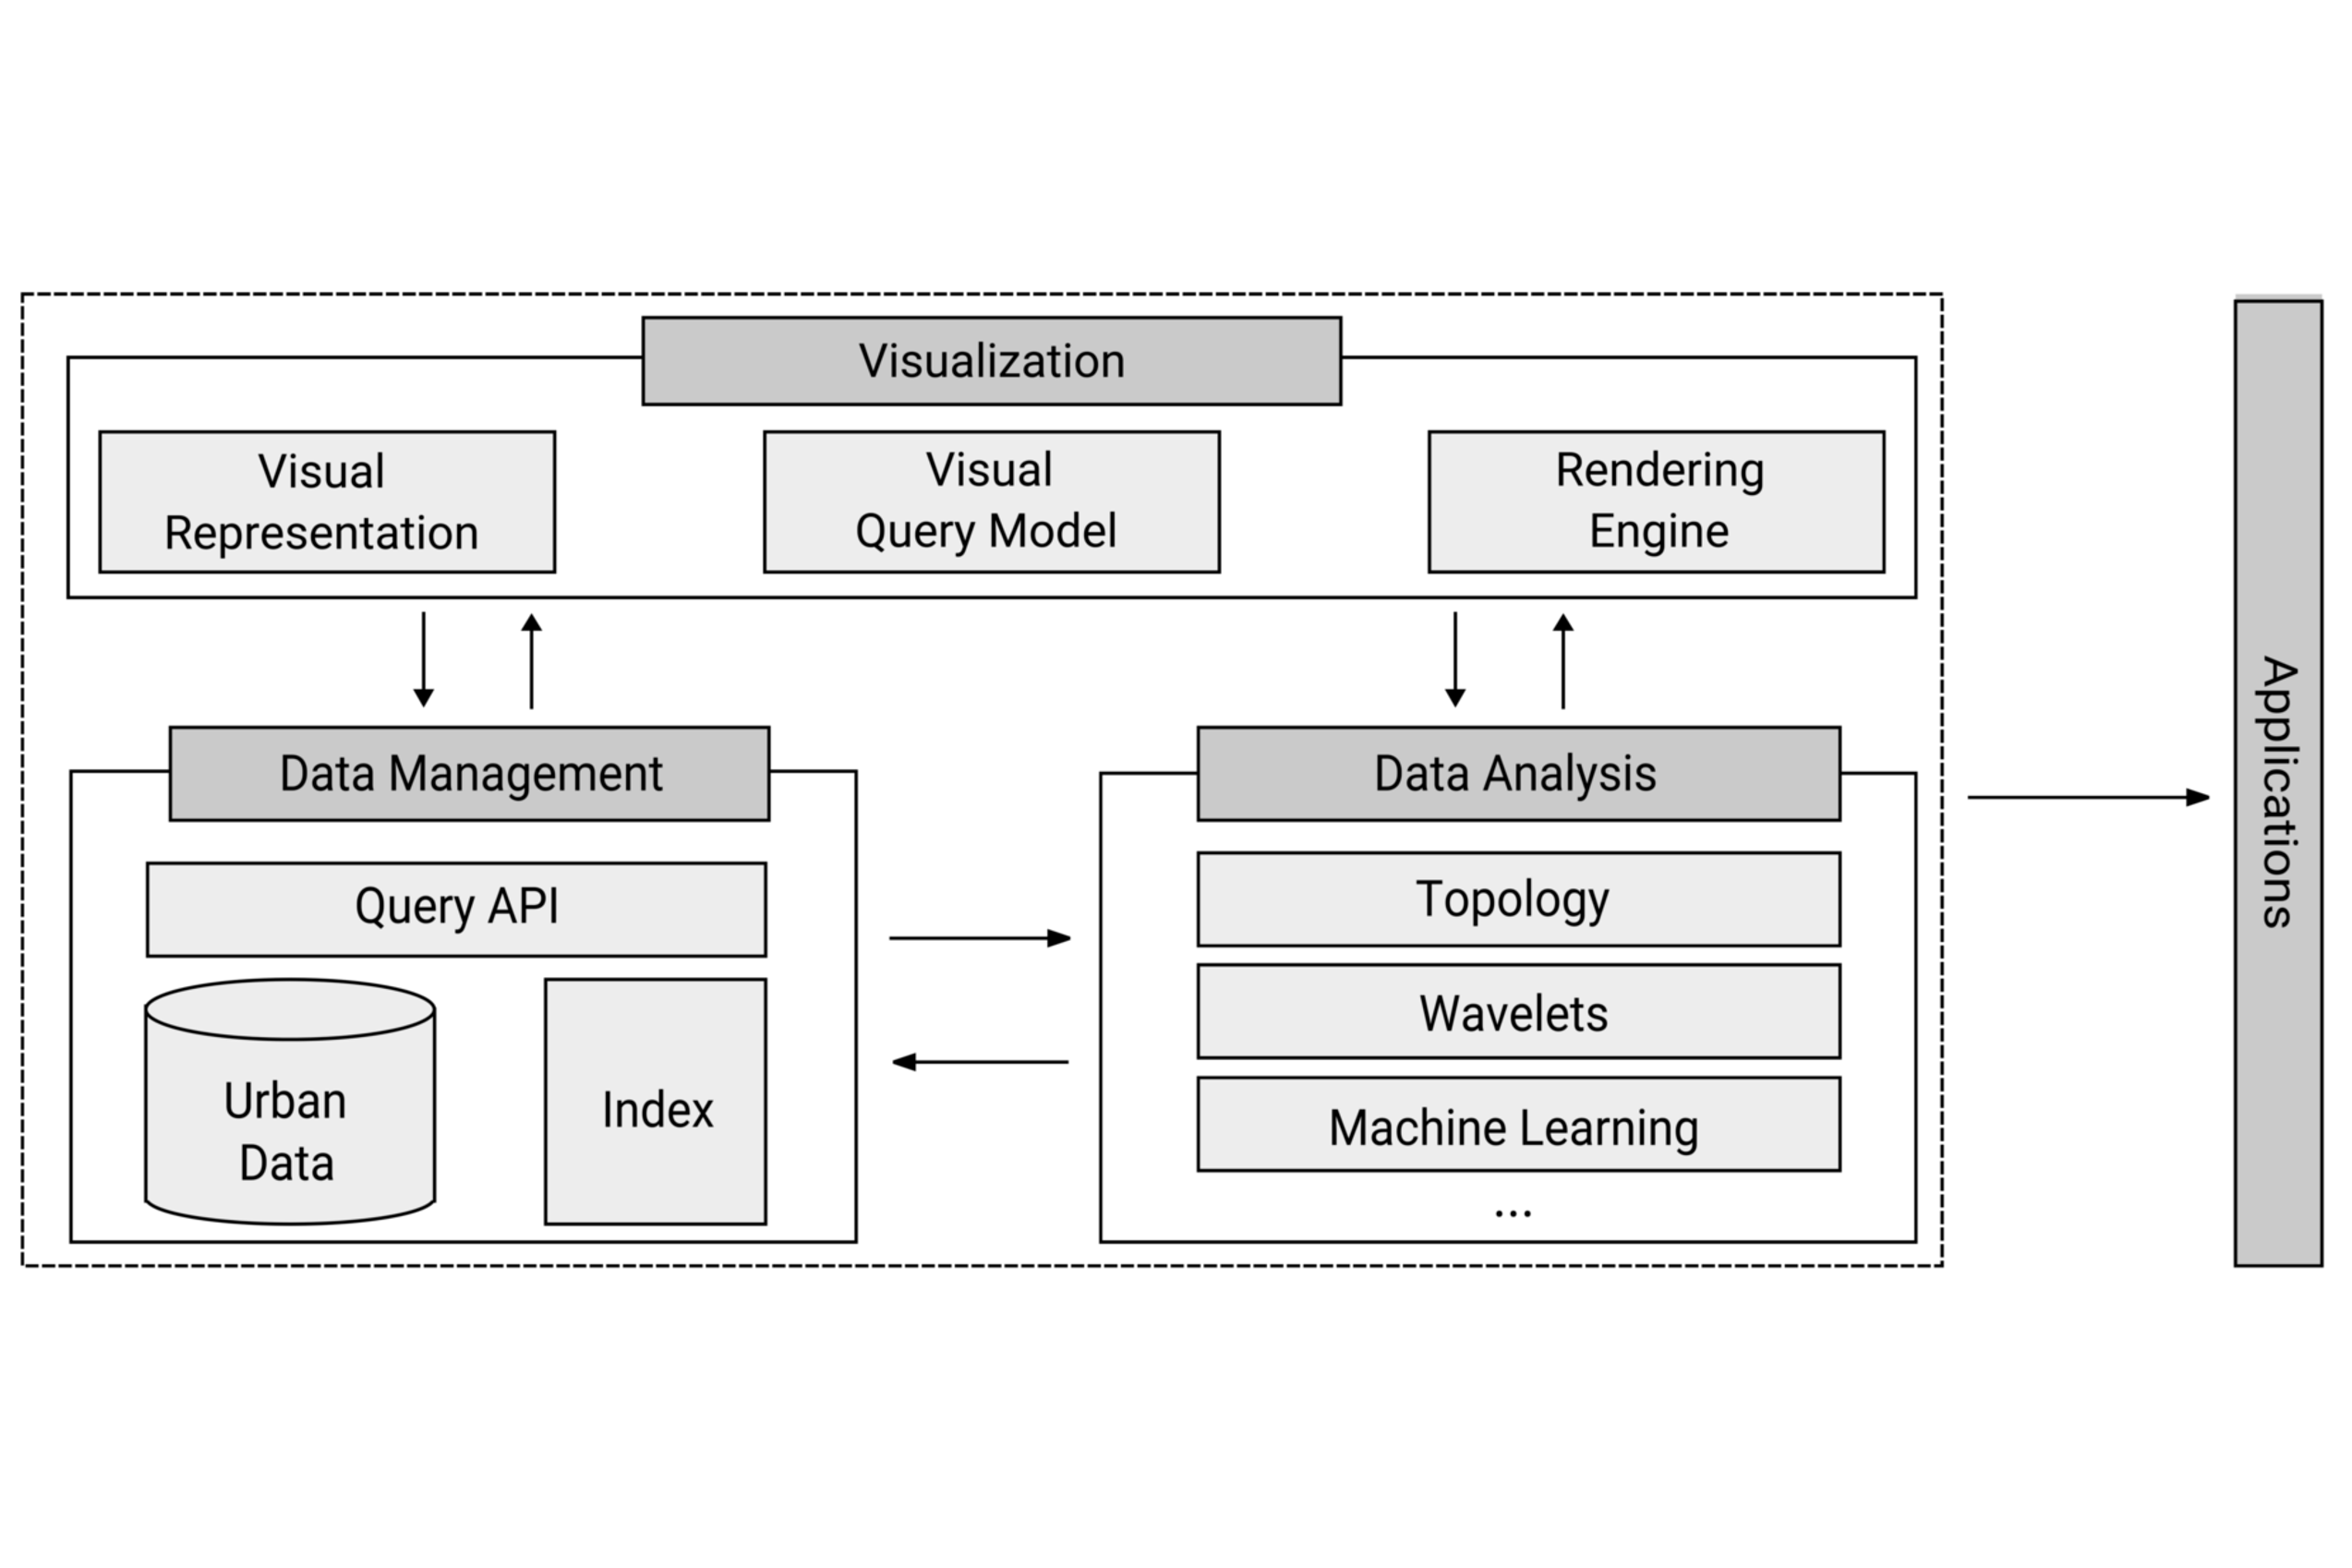 Visualization
Visual
Representation
Visual
Query Model
Rendering
Engine
Data Management
Query API
Urban
Data
Index
Data Analysis
Topology
Wavelets
Machine Learning
...
Applications